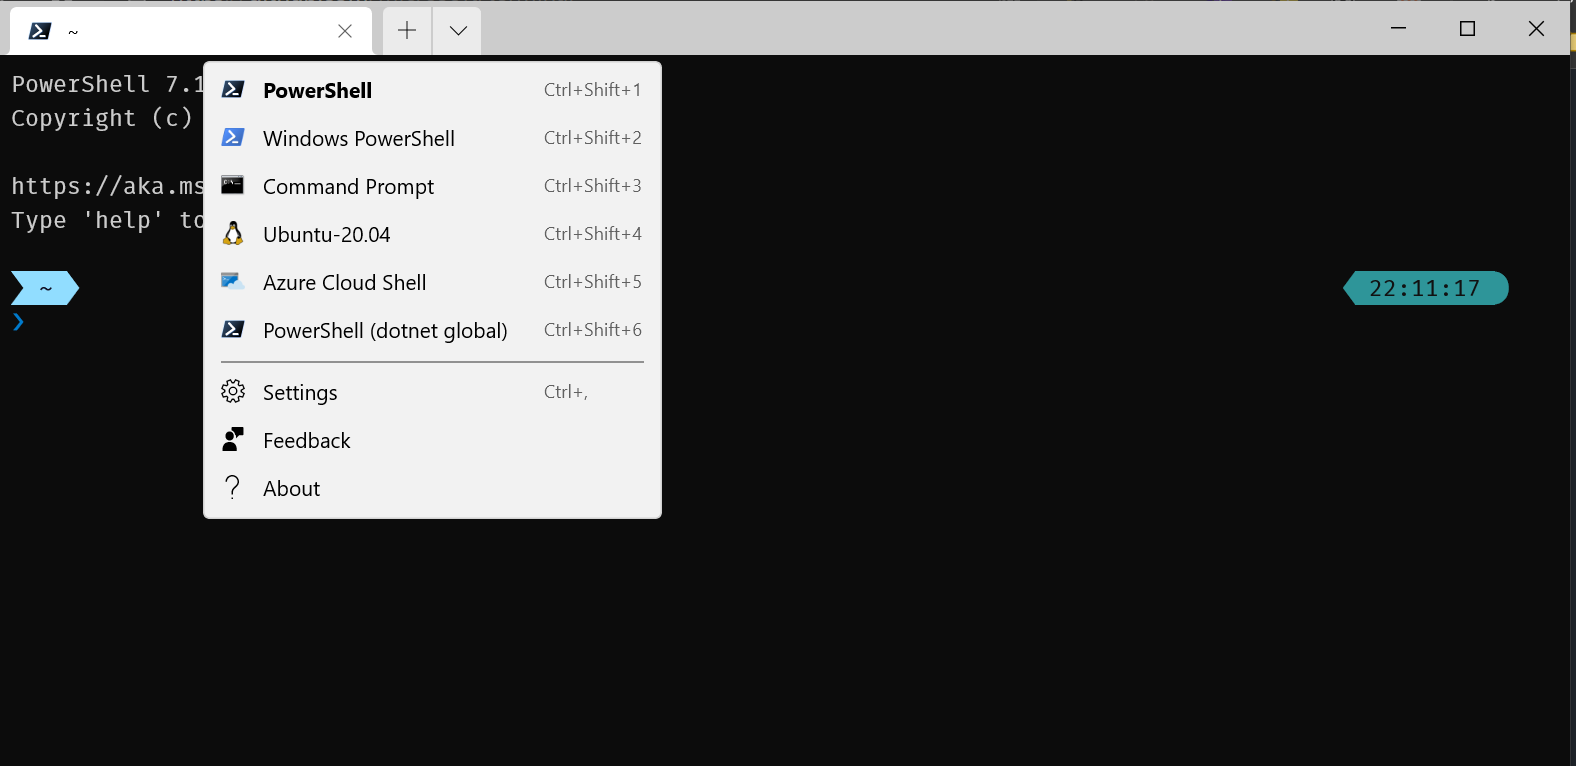 ~
PowerShell 7.1
Copyright (c)
https://aka.ms
Type 'help' to
~
❯
22:11:17
PowerShell Ctrl+Shift+1
Windows PowerShell Ctrl+Shift+2
Command Prompt Ctrl+Shift+3
Ubuntu-20.04 Ctrl+Shift+4
Azure Cloud Shell Ctrl+Shift+5
PowerShell (dotnet global) Ctrl+Shift+6
Settings Ctrl+,
Feedback
About